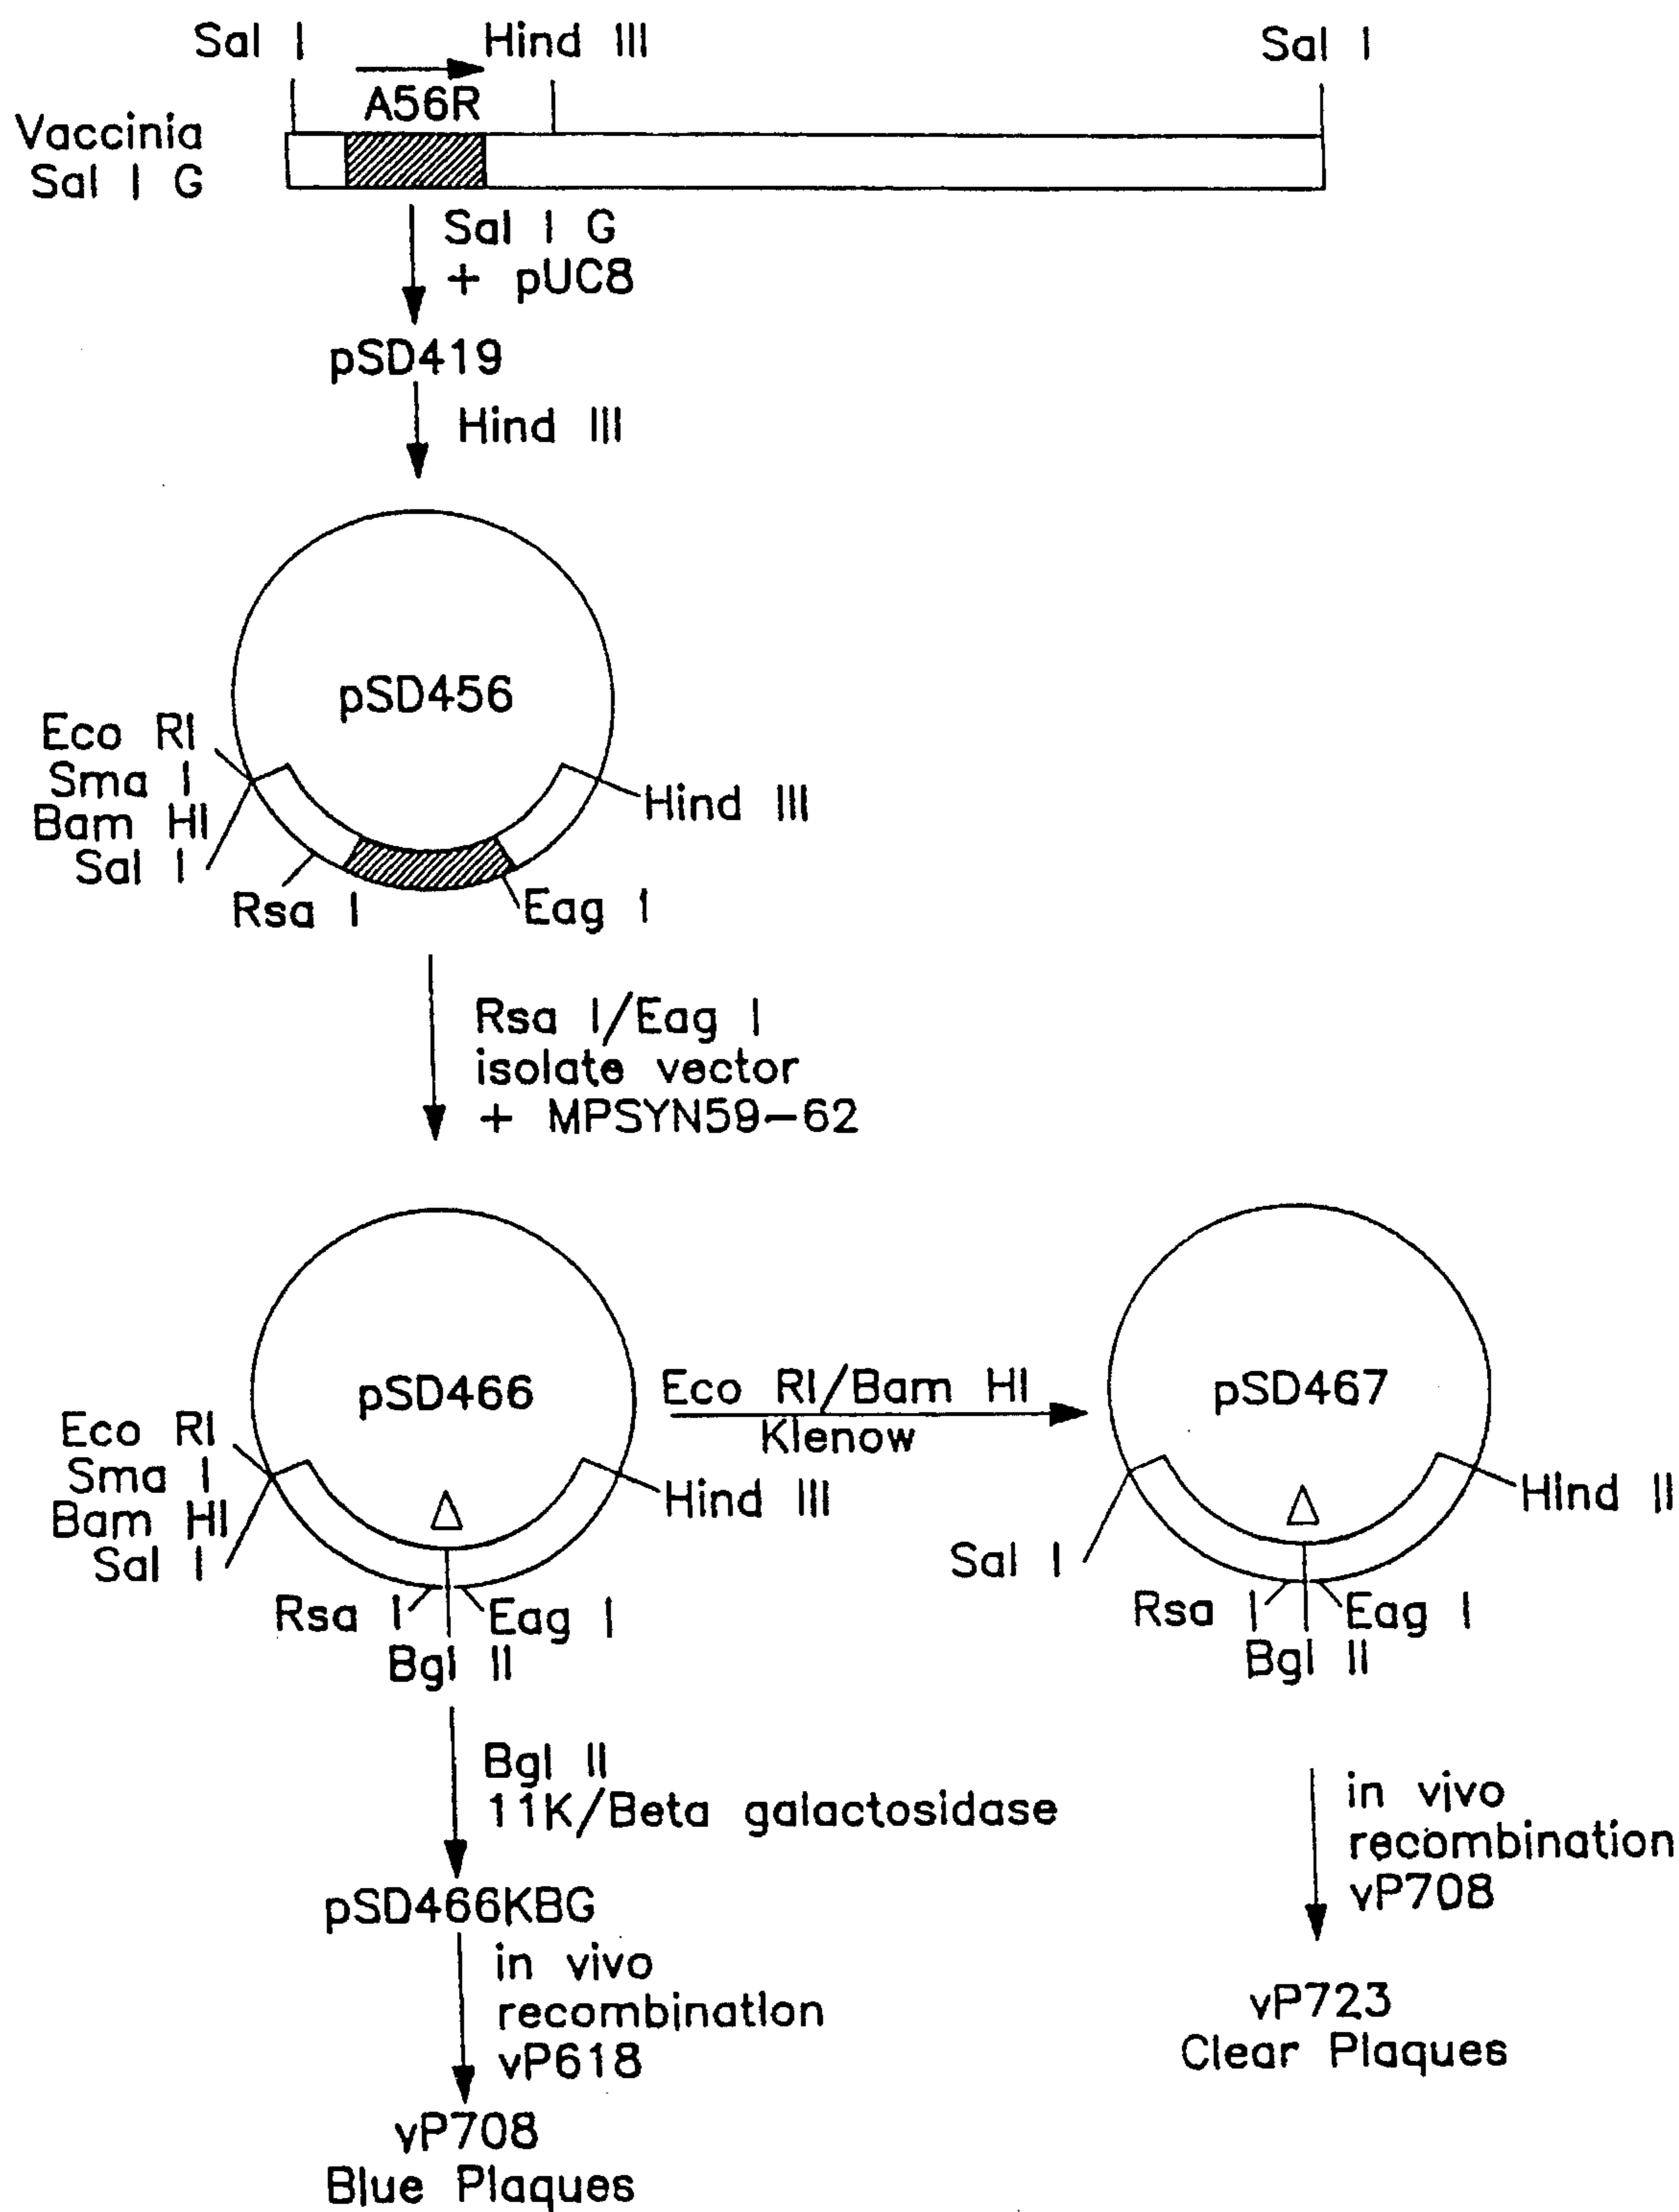 Sal I
Hind III
Sal I
A56R
Vaccinia
Sal I G
Sal I G
+ pUC8
pSD419
Hind III
pSD456
Eco RI
Sma I
Bam HI
Sal I
Hind III
Rsa I
Eag I
Rsa I/Eag I
isolate vector
+ MPSYN59-62
pSD466
Eco RI/Bam HI
Klenow
pSD467
Eco RI
Sma I
Bam HI
Sal I
Δ
Hind III
Rsa I
Eag I
Bgl II
Δ
Hind II
Sal I
Rsa I
Eag I
Bgl II
Bgl II
11K/Beta galactosidase
pSD466KBG
in vivo
recombination
vP618
vP708
Blue Plaques
in vivo
recombination
vP708
vP723
Clear Plaques